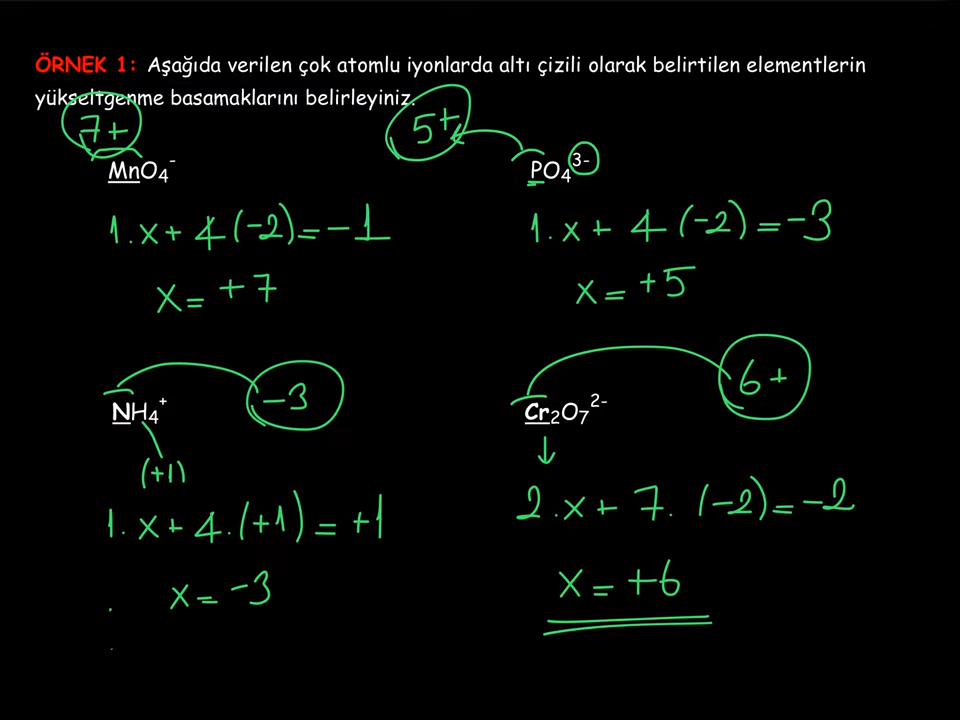 ÖRNEK 1: Aşağıda verilen çok atomlu iyonlarda altı çizili olarak belirtilen elementlerin
yükseltgenme basamaklarını belirleyiniz.
7+
MnO₄⁻
1.x + 4(-2) = -1
x = +7
5+
PO₄³⁻
1.x + 4(-2) = -3
x = +5
-3
NH₄⁺
(+1)
1.x + 4.(+1) = +1
x = -3
6+
Cr₂O₇²⁻
2.x + 7.(-2) = -2
x = +6